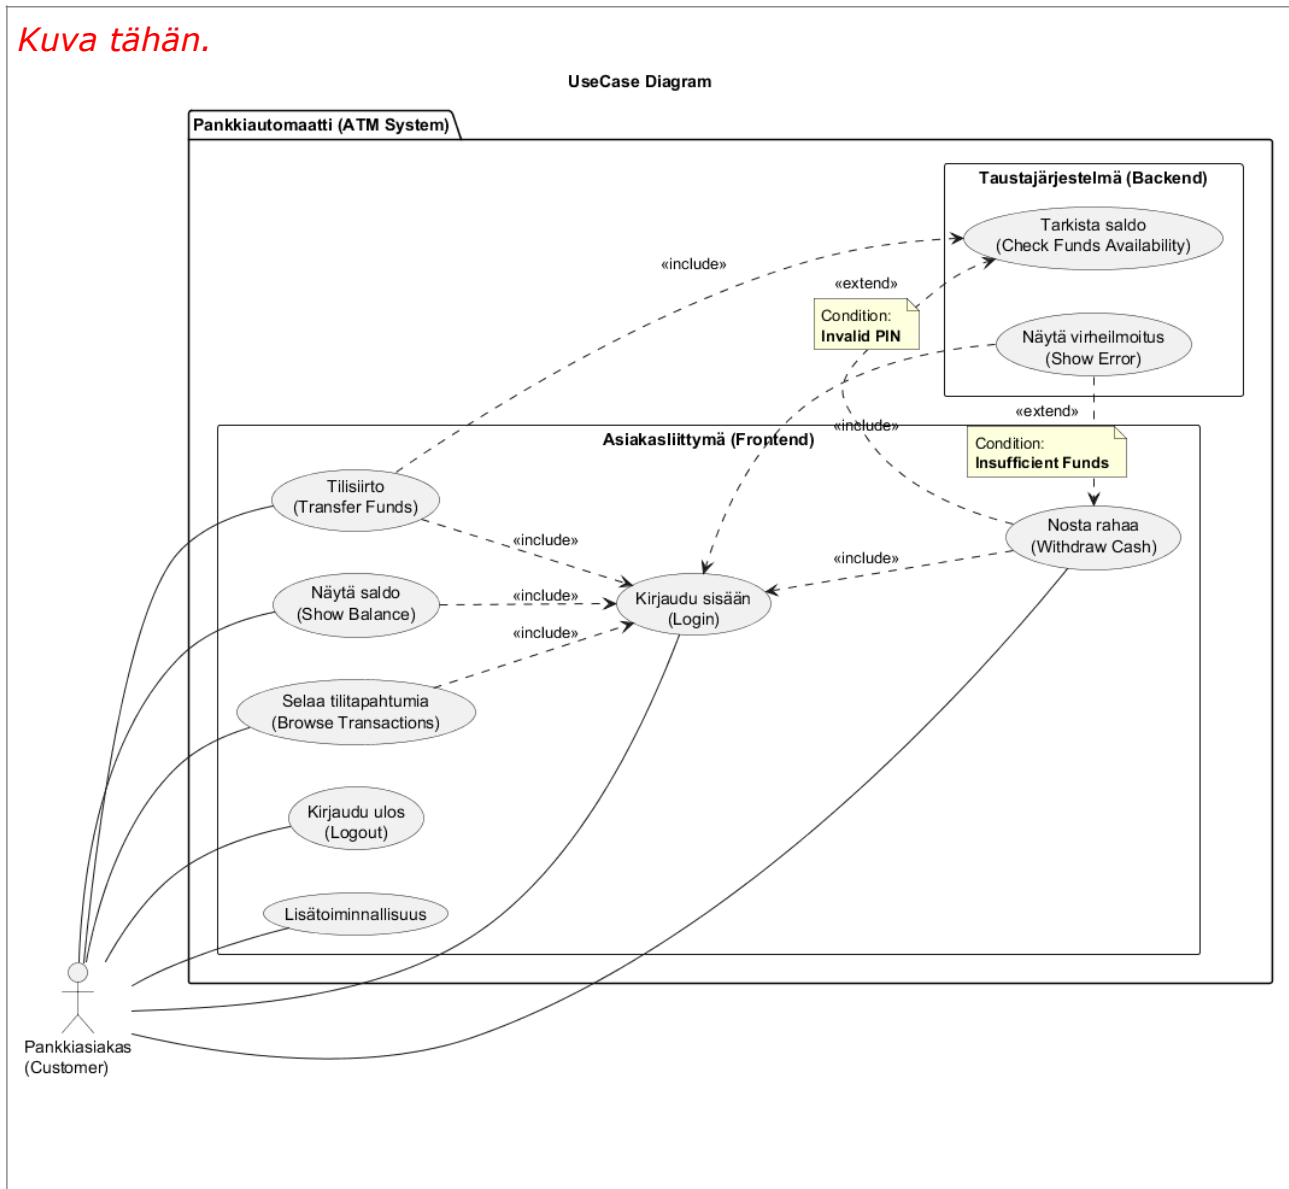 Kuva tähän.
UseCase Diagram
Pankkiautomaatti (ATM System)
Taustajärjestelmä (Backend)
Tarkista saldo
(Check Funds Availability)
«include»
«extend»
Condition:
Invalid PIN
Näytä virheilmoitus
(Show Error)
«extend»
«include»
Asiakasliittymä (Frontend)
Condition:
Insufficient Funds
Tilisiirto
(Transfer Funds)
Nosta rahaa
(Withdraw Cash)
«include»
«include»
Näytä saldo
(Show Balance)
«include»
Kirjaudu sisään
(Login)
«include»
Selaa tilitapahtumia
(Browse Transactions)
Kirjaudu ulos
(Logout)
Lisätoiminnallisuus
Pankkiasiakas
(Customer)